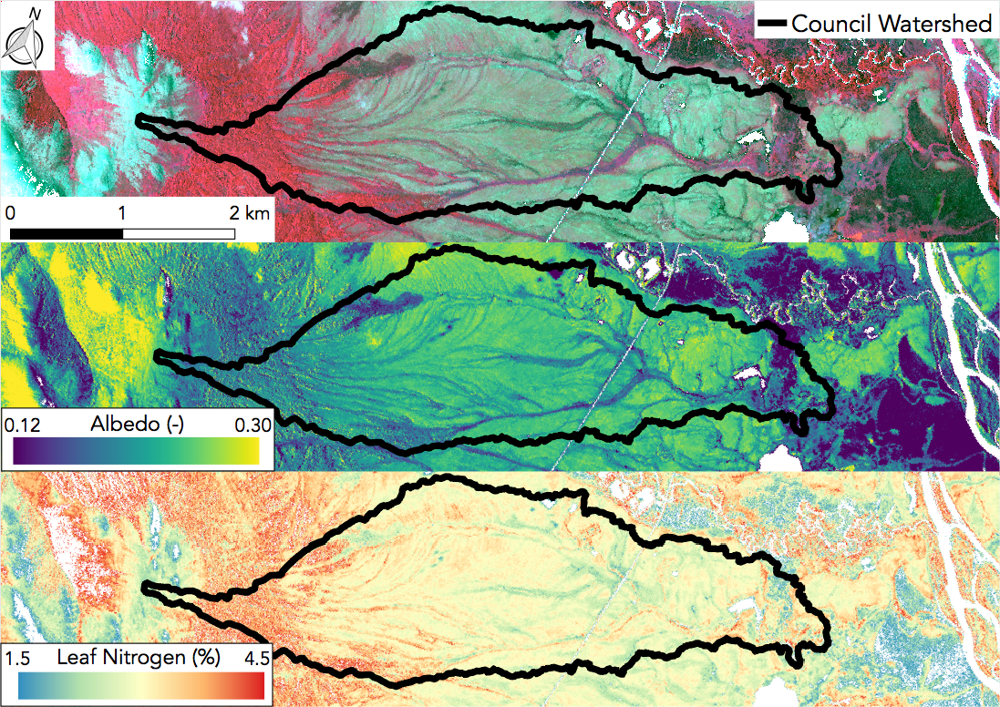 N
Council Watershed
0 1 2 km
0.12 Albedo (-) 0.30
1.5 Leaf Nitrogen (%) 4.5